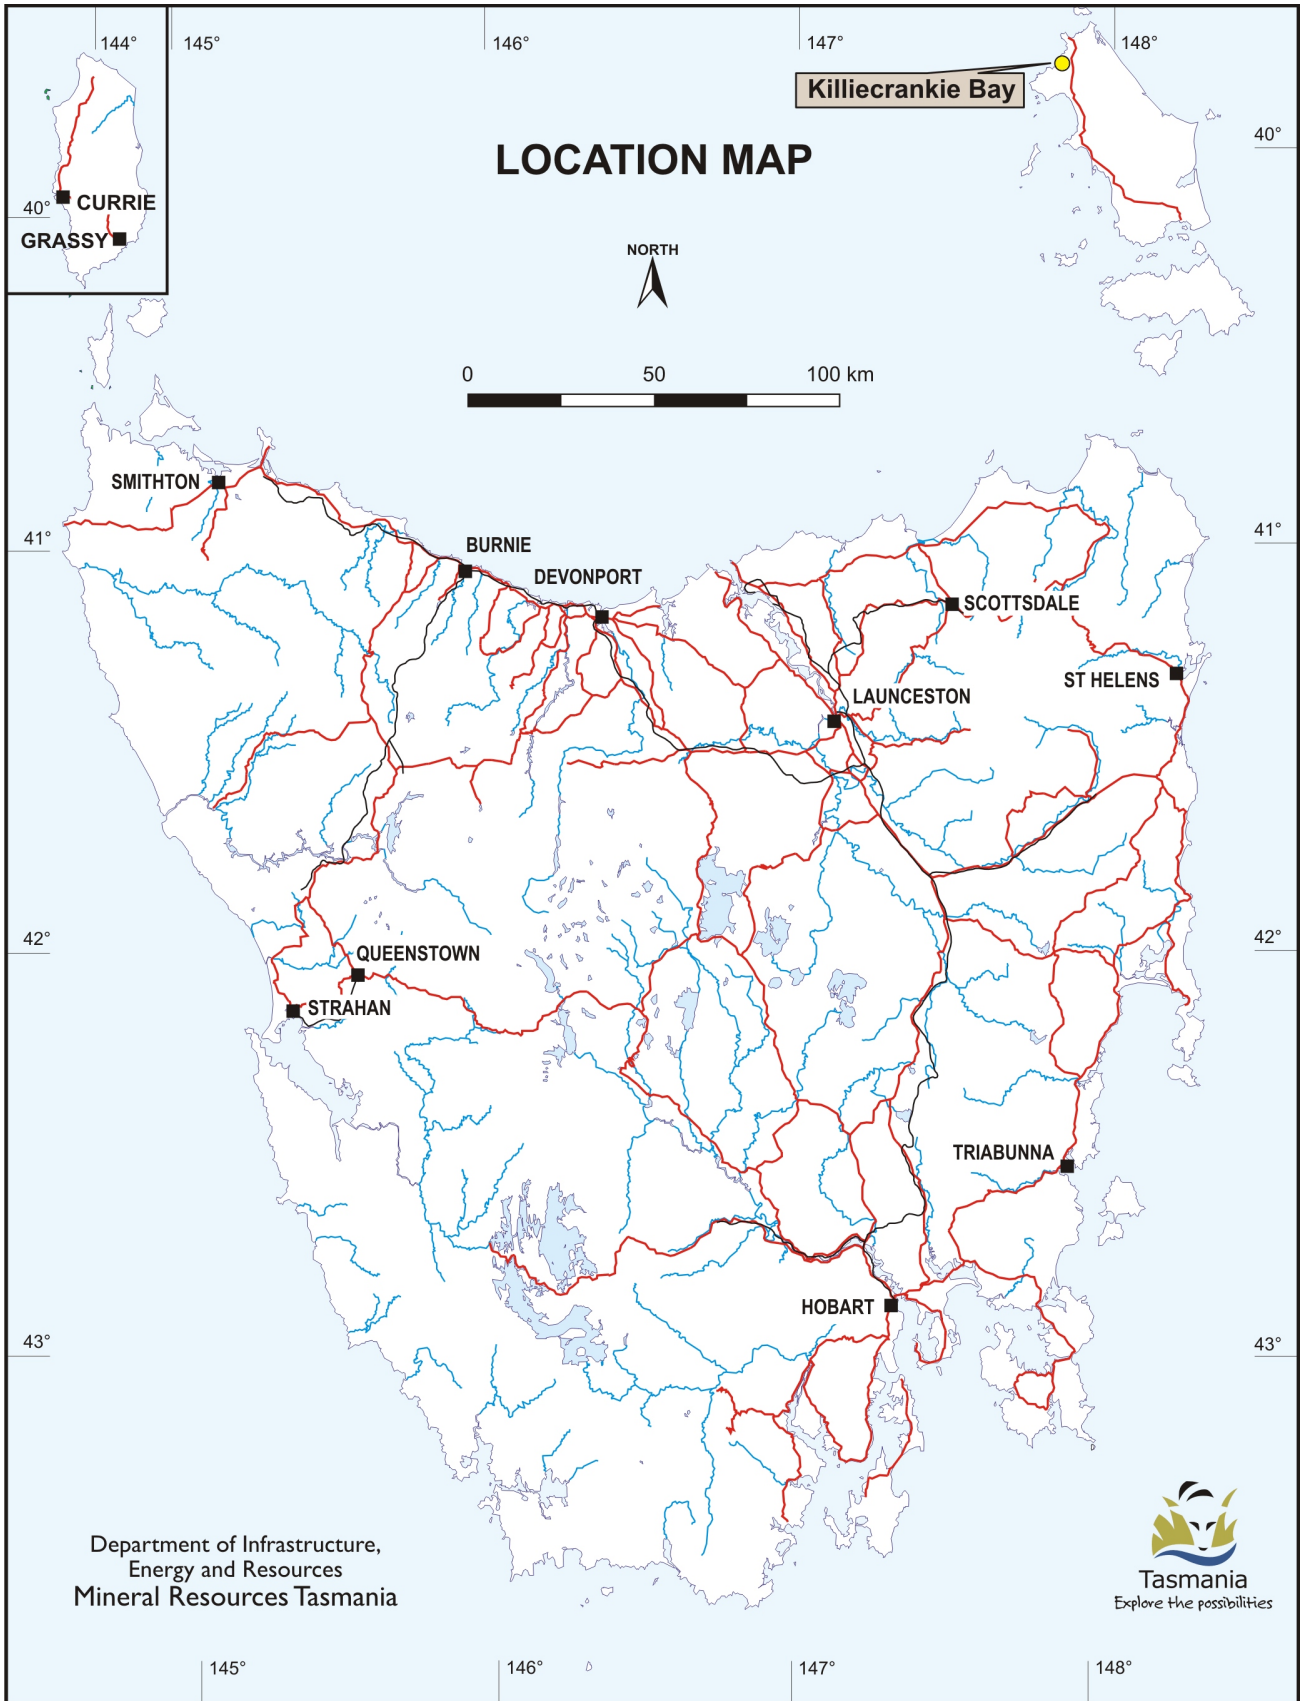 144°
145°
146°
147°
148°
Killiecrankie Bay
40°
LOCATION MAP
CURRIE
40°
GRASSY
NORTH
0 50 100 km
SMITHTON
41°
BURNIE
41°
DEVONPORT
SCOTTSDALE
ST HELENS
LAUNCESTON
42°
QUEENSTOWN
42°
STRAHAN
TRIABUNNA
HOBART
43°
43°
Department of Infrastructure,
Energy and Resources
Mineral Resources Tasmania
Tasmania
Explore the possibilities
145°
146°
147°
148°